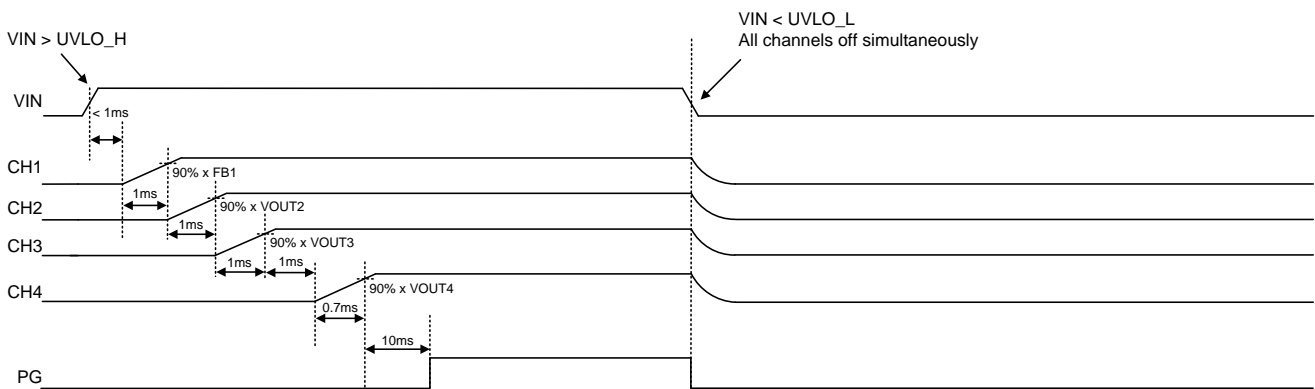 VIN < UVLO_L
All channels off simultaneously
VIN > UVLO_H
VIN
< 1ms
CH1
90% x FB1
1ms
CH2
90% x VOUT2
1ms
CH3
90% x VOUT3
1ms
1ms
CH4
90% x VOUT4
0.7ms
10ms
PG